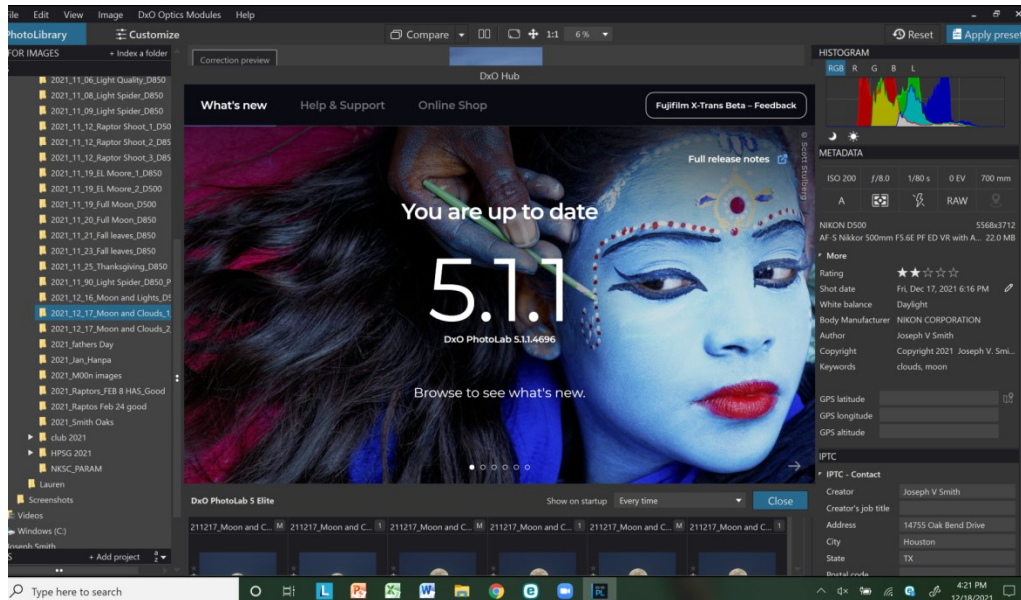 File Edit View Image DxO Optics Modules Help
PhotoLibrary Customize Compare 1:1 6 % Reset Apply preset
FOR IMAGES + Index a folder
Correction preview
2021_11_06_Light Quality_D850
2021_11_08_Light Spider_D850
2021_11_09_Light Spider_D850
2021_11_12_Raptor Shoot_1_D50
2021_11_12_Raptor Shoot_2_D85
2021_11_12_Raptor Shoot_3_D85
2021_11_19_EL Moore_1_D850
2021_11_19_EL Moore_2_D500
2021_11_19_Full Moon_D500
2021_11_20_Full Moon_D850
2021_11_21_Fall leaves_D850
2021_11_23_Fall leaves_D850
2021_11_25_Thanksgiving_D850
2021_11_90_Light Spider_D850_P
2021_12_16_Moon and Lights_D5
2021_12_17_Moon and Clouds_1
2021_12_17_Moon and Clouds_2
2021_fathers Day
2021_Jan_Hanpa
2021_M00n images
2021_Raptors_FEB 8 HAS_Good
2021_Raptos Feb 24 good
2021_Smith Oaks
club 2021
HPSG 2021
NKSC_PARAM
Lauren
Screenshots
Videos
Windows (C:)
Joseph Smith
+ Add project
DxO Hub
What's new Help & Support Online Shop
Fujifilm X-Trans Beta – Feedback
© Scott Stulberg
Full release notes
You are up to date
5.1.1
DxO PhotoLab 5.1.1.4696
Browse to see what's new.
DxO PhotoLab 5 Elite Show on startup Every time Close
211217_Moon and C... M 211217_Moon and C... 1 211217_Moon and C... M 211217_Moon and C... 1 211217_Moon and C... M 211217_Moon and C... 1
HISTOGRAM
RGB R G B L
METADATA
ISO 200 ƒ/8.0 1/80 s 0 EV 700 mm
A RAW
NIKON D500 5568x3712
AF-S Nikkor 500mm F5.6E PF ED VR with A... 22.0 MB
More
Rating
Shot date Fri, Dec 17, 2021 6:16 PM
White balance Daylight
Body Manufacturer NIKON CORPORATION
Author Joseph V Smith
Copyright Copyright 2021 Joseph V. Smi...
Keywords clouds, moon
GPS latitude
GPS longitude
GPS altitude
IPTC
IPTC - Contact
Creator Joseph V Smith
Creator's job title
Address 14755 Oak Bend Drive
City Houston
State TX
Postal code
Type here to search
4:21 PM
12/18/2021